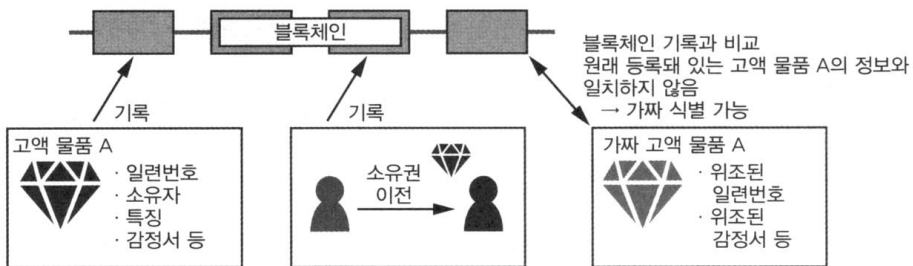 블록체인
블록체인 기록과 비교
원래 등록돼 있는 고액 물품 A의 정보와
일치하지 않음
→ 가짜 식별 가능
기록
기록
고액 물품 A
· 일련번호
· 소유자
· 특징
· 감정서 등
소유권
이전
가짜 고액 물품 A
· 위조된
일련번호
· 위조된
감정서 등